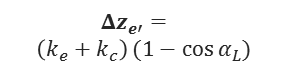 Δz_{e′} =
(k_e + k_c)(1 − cos α_L)